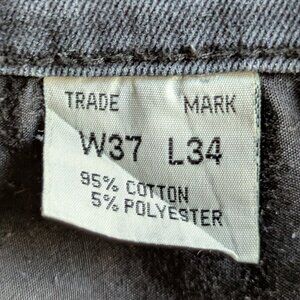 TRADE MARK
W37 L34
95% COTTON
5% POLYESTER